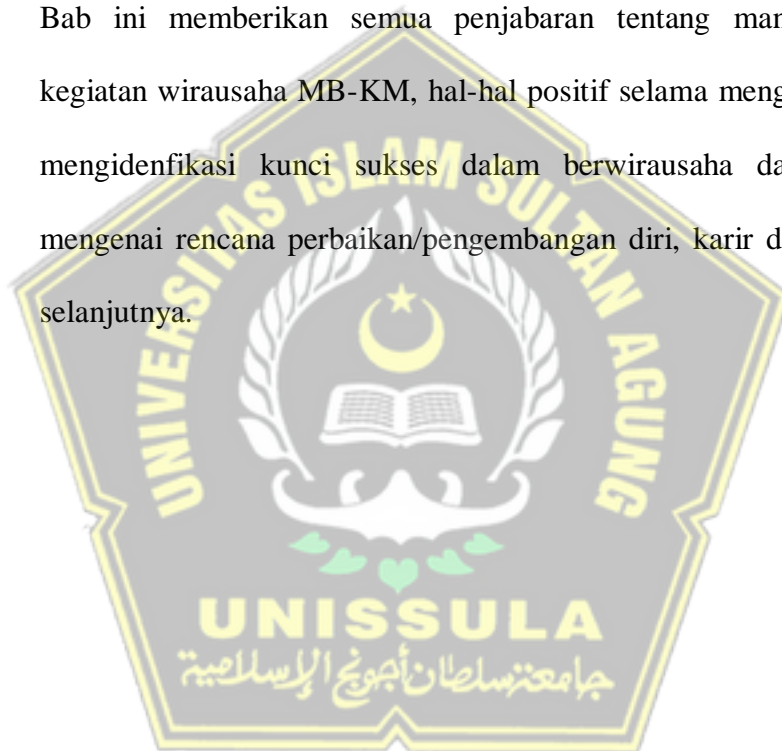 Bab ini memberikan semua penjabaran tentang man
kegiatan wirausaha MB-KM, hal-hal positif selama meng
mengidenfikasi kunci sukses dalam berwirausaha da
mengenai rencana perbaikan/pengembangan diri, karir d
selanjutnya.
UNIVERSITAS ISLAM SULTAN AGUNG
UNISSULA
جامعة سلطان أجونج الإسلامية